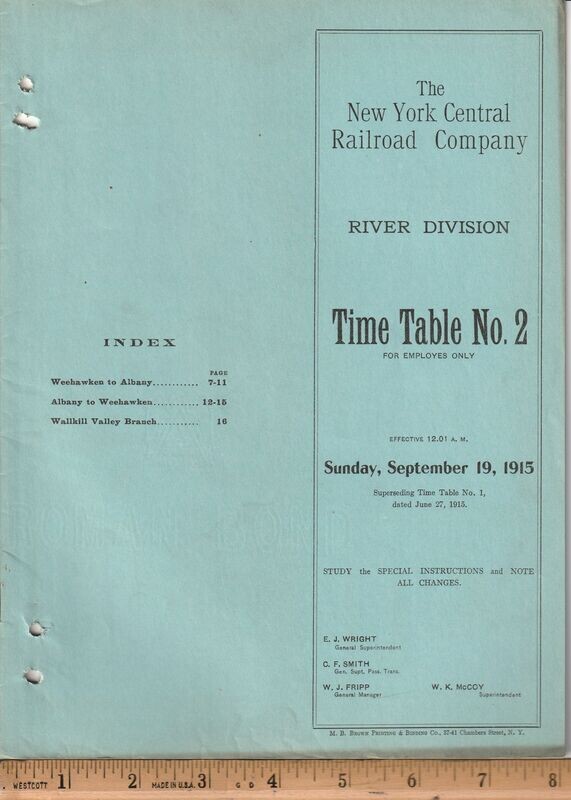 The
New York Central
Railroad Company
RIVER DIVISION
Time Table No. 2
FOR EMPLOYES ONLY
INDEX
PAGE
Weehawken to Albany............ 7-11
Albany to Weehawken............ 12-15
Wallkill Valley Branch........... 16
EFFECTIVE 12.01 A. M.
Sunday, September 19, 1915
Superseding Time Table No. 1,
dated June 27, 1915.
STUDY the SPECIAL INSTRUCTIONS and NOTE
ALL CHANGES.
E. J. WRIGHT
General Superintendent
C. F. SMITH
Gen. Supt. Pass. Trans.
W. J. FRIPP
General Manager
W. K. McCOY
Superintendent
M. B. BROWN PRINTING & BINDING CO., 37-41 Chambers Street, N. Y.
WESTCOTT 1 2 MADE IN U.S.A. 3 4 5 6 7 8